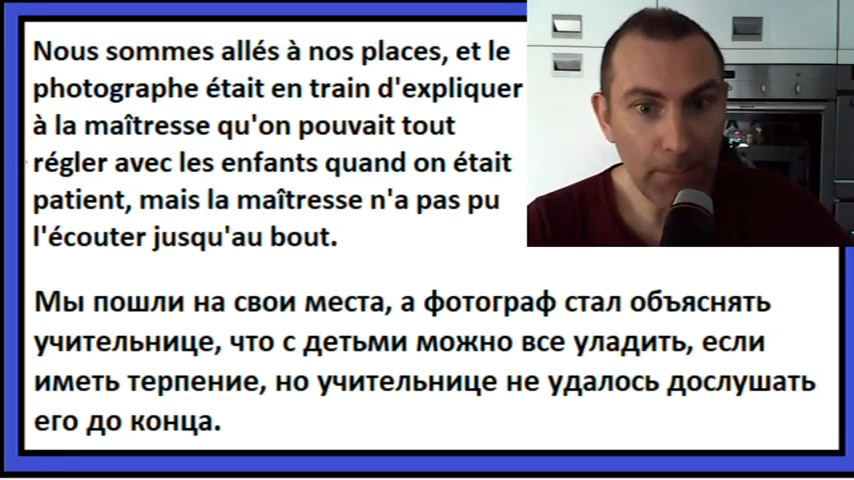 Nous sommes allés à nos places, et le
photographe était en train d'expliquer
à la maîtresse qu'on pouvait tout
régler avec les enfants quand on était
patient, mais la maîtresse n'a pas pu
l'écouter jusqu'au bout.
Мы пошли на свои места, а фотограф стал объяснять
учительнице, что с детьми можно все уладить, если
иметь терпение, но учительнице не удалось дослушать
его до конца.